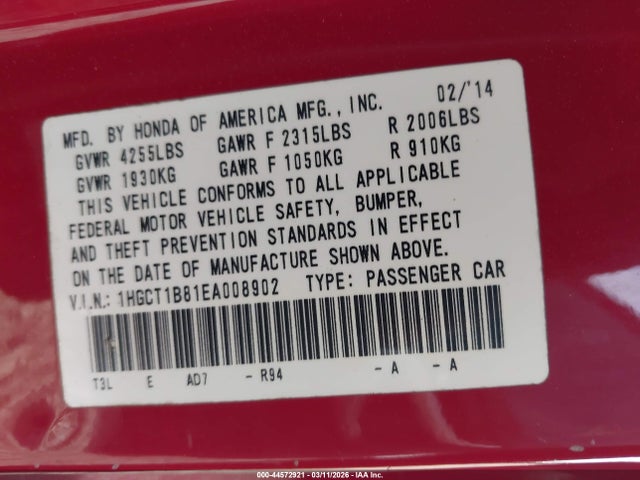 MFD. BY HONDA OF AMERICA MFG., INC. 02/'14
GVWR 4255LBS GAWR F 2315LBS R 2006LBS
GVWR 1930KG GAWR F 1050KG R 910KG
THIS VEHICLE CONFORMS TO ALL APPLICABLE
FEDERAL MOTOR VEHICLE SAFETY, BUMPER,
AND THEFT PREVENTION STANDARDS IN EFFECT
ON THE DATE OF MANUFACTURE SHOWN ABOVE.
V.I.N.: 1HGCT1B81EA008902 TYPE: PASSENGER CAR
T3L E AD7 - R94 - A - A
000-44572921 - 03/11/2026 - IAA Inc.